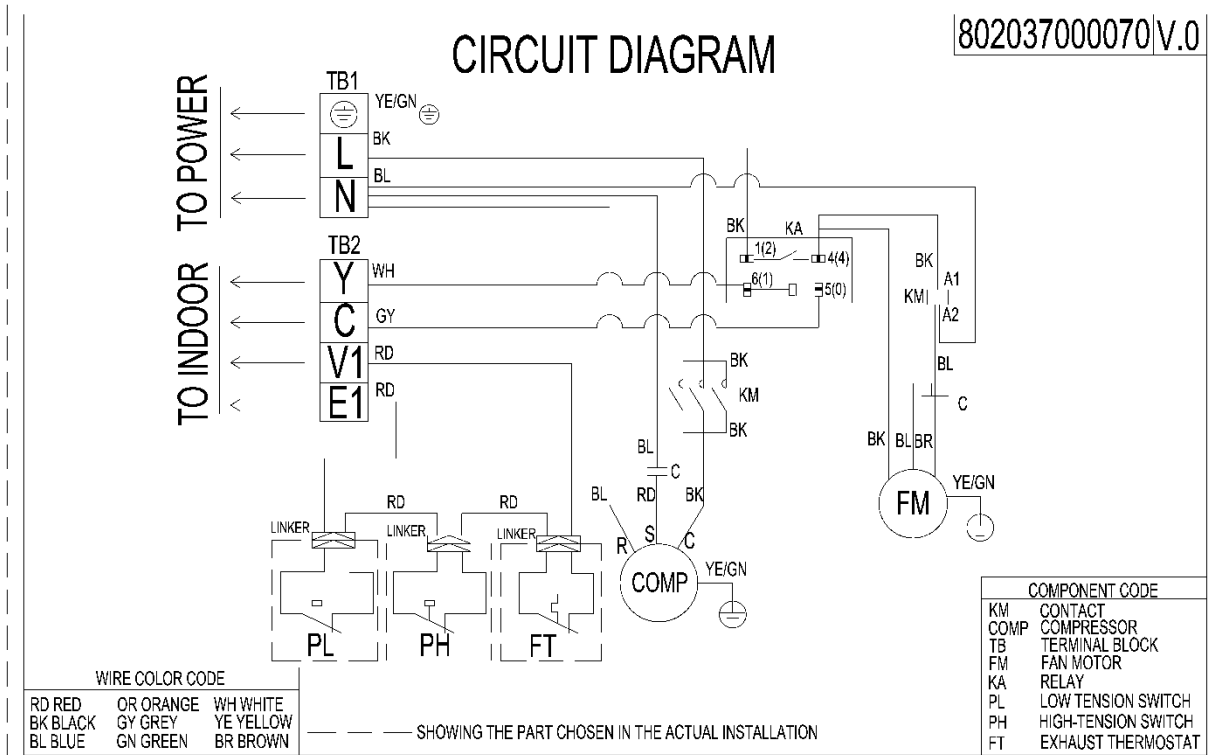 802037000070 V.0
CIRCUIT DIAGRAM
TO POWER
TB1
YE/GN
L
BK
N
BL
TO INDOOR
TB2
Y
WH
C
GY
V1
RD
E1
RD
BK
KA
1(2)
4(4)
6(1)
5(0)
BK
A1
KM
A2
BL
C
BK
BL
BR
FM
YE/GN
BK
KM
BK
BL
C
BL
RD
BK
R
S
C
COMP
YE/GN
RD
RD
LINKER
LINKER
LINKER
PL
PH
FT
WIRE COLOR CODE
RD RED OR ORANGE WH WHITE
BK BLACK GY GREY YE YELLOW
BL BLUE GN GREEN BR BROWN
SHOWING THE PART CHOSEN IN THE ACTUAL INSTALLATION
COMPONENT CODE
KM CONTACT
COMP COMPRESSOR
TB TERMINAL BLOCK
FM FAN MOTOR
KA RELAY
PL LOW TENSION SWITCH
PH HIGH-TENSION SWITCH
FT EXHAUST THERMOSTAT